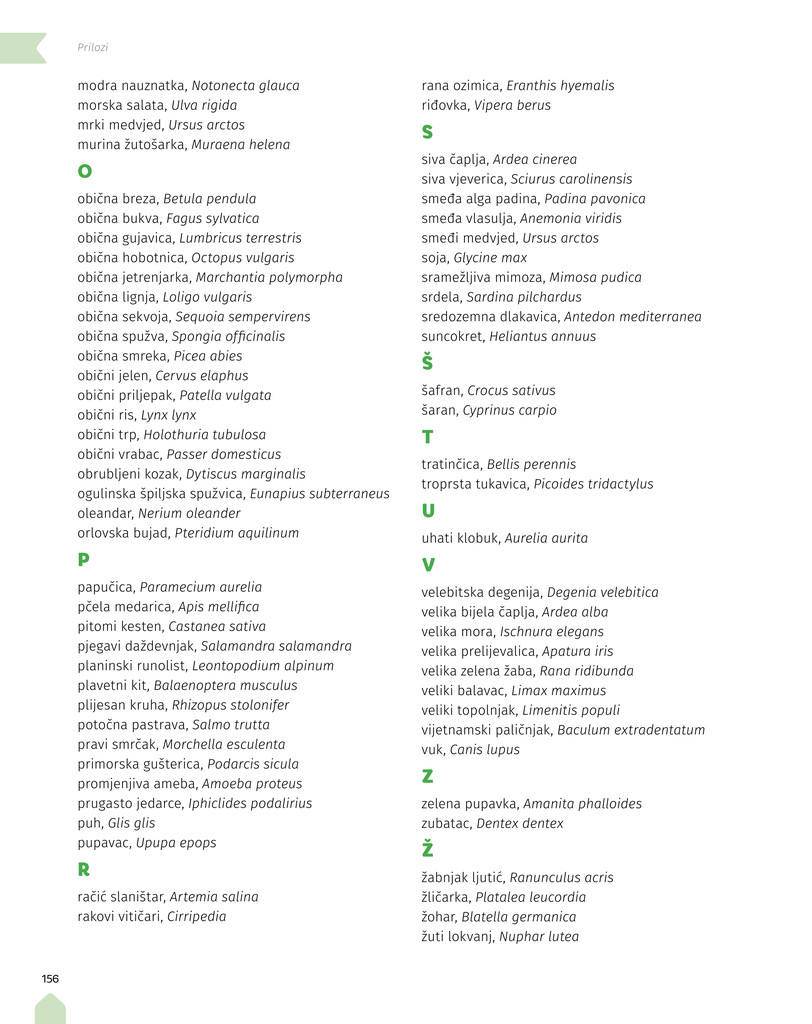 Prilozi
modra nauznatka, Notonecta glauca
morska salata, Ulva rigida
mrki medvjed, Ursus arctos
murina žutošarka, Muraena helena
O
obična breza, Betula pendula
obična bukva, Fagus sylvatica
obična gujavica, Lumbricus terrestris
obična hobotnica, Octopus vulgaris
obična jetrenjarka, Marchantia polymorpha
obična lignja, Loligo vulgaris
obična sekvoja, Sequoia sempervirens
obična spužva, Spongia officinalis
obična smreka, Picea abies
obični jelen, Cervus elaphus
obični priljepak, Patella vulgata
obični ris, Lynx lynx
obični trp, Holothuria tubulosa
obični vrabac, Passer domesticus
obrubljeni kozak, Dytiscus marginalis
ogulinska špiljska spužvica, Eunapius subterraneus
oleandar, Nerium oleander
orlovska bujad, Pteridium aquilinum
P
papučica, Paramecium aurelia
pčela medarica, Apis mellifica
pitomi kesten, Castanea sativa
pjegavi daždevnjak, Salamandra salamandra
planinski runolist, Leontopodium alpinum
plavetni kit, Balaenoptera musculus
plijesan kruha, Rhizopus stolonifer
potočna pastrava, Salmo trutta
pravi smrčak, Morchella esculenta
primorska gušterica, Podarcis sicula
promjenjiva ameba, Amoeba proteus
prugasto jedarce, Iphiclides podalirius
puh, Glis glis
pupavac, Upupa epops
R
račić slaništar, Artemia salina
rakovi vitičari, Cirripedia
rana ozimica, Eranthis hyemalis
riđovka, Vipera berus
S
siva čaplja, Ardea cinerea
siva vjeverica, Sciurus carolinensis
smeđa alga padina, Padina pavonica
smeđa vlasulja, Anemonia viridis
smeđi medvjed, Ursus arctos
soja, Glycine max
sramežljiva mimoza, Mimosa pudica
srdela, Sardina pilchardus
sredozemna dlakavica, Antedon mediterranea
suncokret, Heliantus annuus
Š
šafran, Crocus sativus
šaran, Cyprinus carpio
T
tratinčica, Bellis perennis
troprsta tukavica, Picoides tridactylus
U
uhati klobuk, Aurelia aurita
V
velebitska degenija, Degenia velebitica
velika bijela čaplja, Ardea alba
velika mora, Ischnura elegans
velika prelijevalica, Apatura iris
velika zelena žaba, Rana ridibunda
veliki balavac, Limax maximus
veliki topolnjak, Limenitis populi
vijetnamski paličnjak, Baculum extradentatum
vuk, Canis lupus
Z
zelena pupavka, Amanita phalloides
zubatac, Dentex dentex
Ž
žabnjak ljutić, Ranunculus acris
žličarka, Platalea leucordia
žohar, Blatella germanica
žuti lokvanj, Nuphar lutea
156